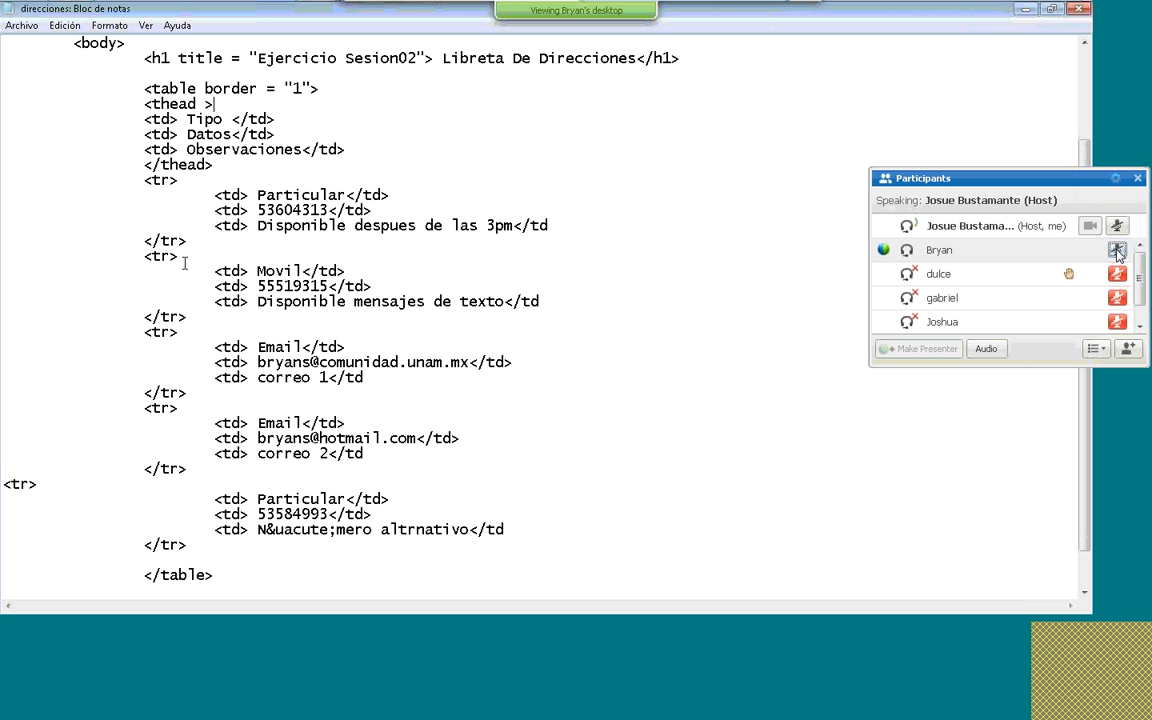 direcciones: Bloc de notas
Viewing Bryan's desktop
Archivo Edición Formato Ver Ayuda
<body>
<h1 title = "Ejercicio Sesion02"> Libreta De Direcciones</h1>
<table border = "1">
<thead >
<td> Tipo </td>
<td> Datos</td>
<td> Observaciones</td>
</thead>
<tr>
<td> Particular</td>
<td> 53604313</td>
<td> Disponible despues de las 3pm</td
</tr>
<tr>
<td> Movil</td>
<td> 55519315</td>
<td> Disponible mensajes de texto</td
</tr>
<tr>
<td> Email</td>
<td> bryans@comunidad.unam.mx</td>
<td> correo 1</td
</tr>
<tr>
<td> Email</td>
<td> bryans@hotmail.com</td>
<td> correo 2</td
</tr>
<tr>
<td> Particular</td>
<td> 53584993</td>
<td> N&uacute;mero altrnativo</td
</tr>
</table>
Participants
Speaking: Josue Bustamante (Host)
Josue Bustama... (Host, me)
Bryan
dulce
gabriel
Joshua
Make Presenter Audio